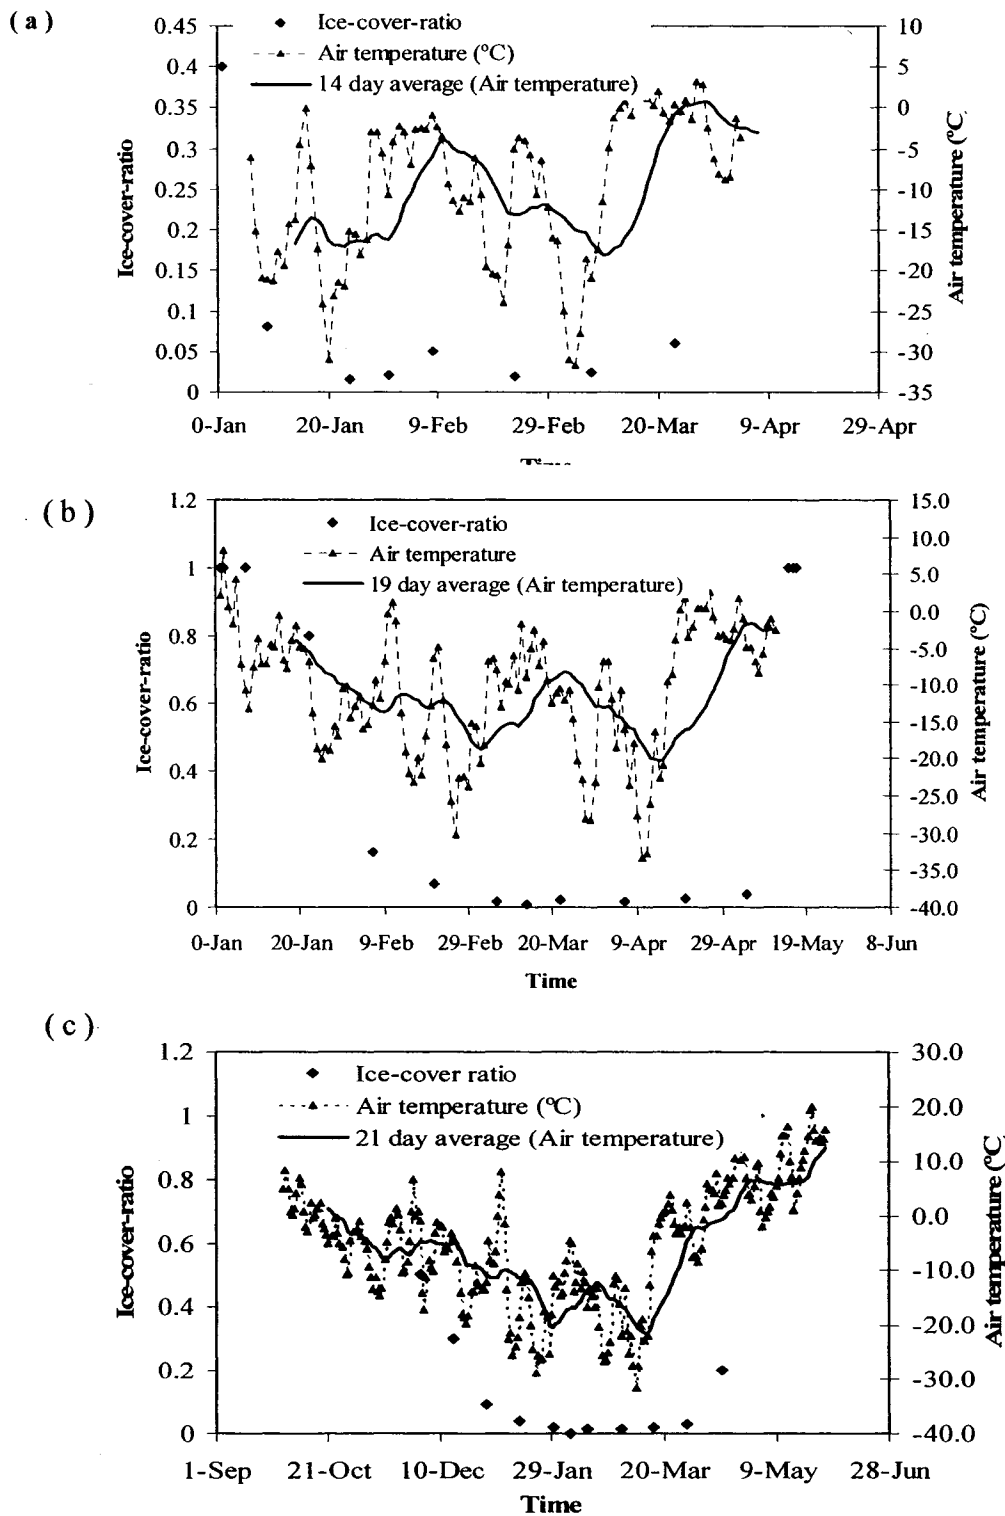 ( a )
Ice-cover-ratio
Air temperature (°C)
14 day average (Air temperature)
0.45
0.4
0.35
0.3
0.25
0.2
0.15
0.1
0.05
0
Ice-cover-ratio
10
5
0
-5
-10
-15
-20
-25
-30
-35
Air temperature (°C)
0-Jan 20-Jan 9-Feb 29-Feb 20-Mar 9-Apr 29-Apr
Time
( b )
Ice-cover-ratio
Air temperature
19 day average (Air temperature)
1.2
1
0.8
0.6
0.4
0.2
0
Ice-cover-ratio
15.0
10.0
5.0
0.0
-5.0
-10.0
-15.0
-20.0
-25.0
-30.0
-35.0
-40.0
Air temperature (°C)
0-Jan 20-Jan 9-Feb 29-Feb 20-Mar 9-Apr 29-Apr 19-May 8-Jun
Time
( c )
Ice-cover ratio
Air temperature (°C)
21 day average (Air temperature)
1.2
1
0.8
0.6
0.4
0.2
0
Ice-cover-ratio
30.0
20.0
10.0
0.0
-10.0
-20.0
-30.0
-40.0
Air temperature (°C)
1-Sep 21-Oct 10-Dec 29-Jan 20-Mar 9-May 28-Jun
Time